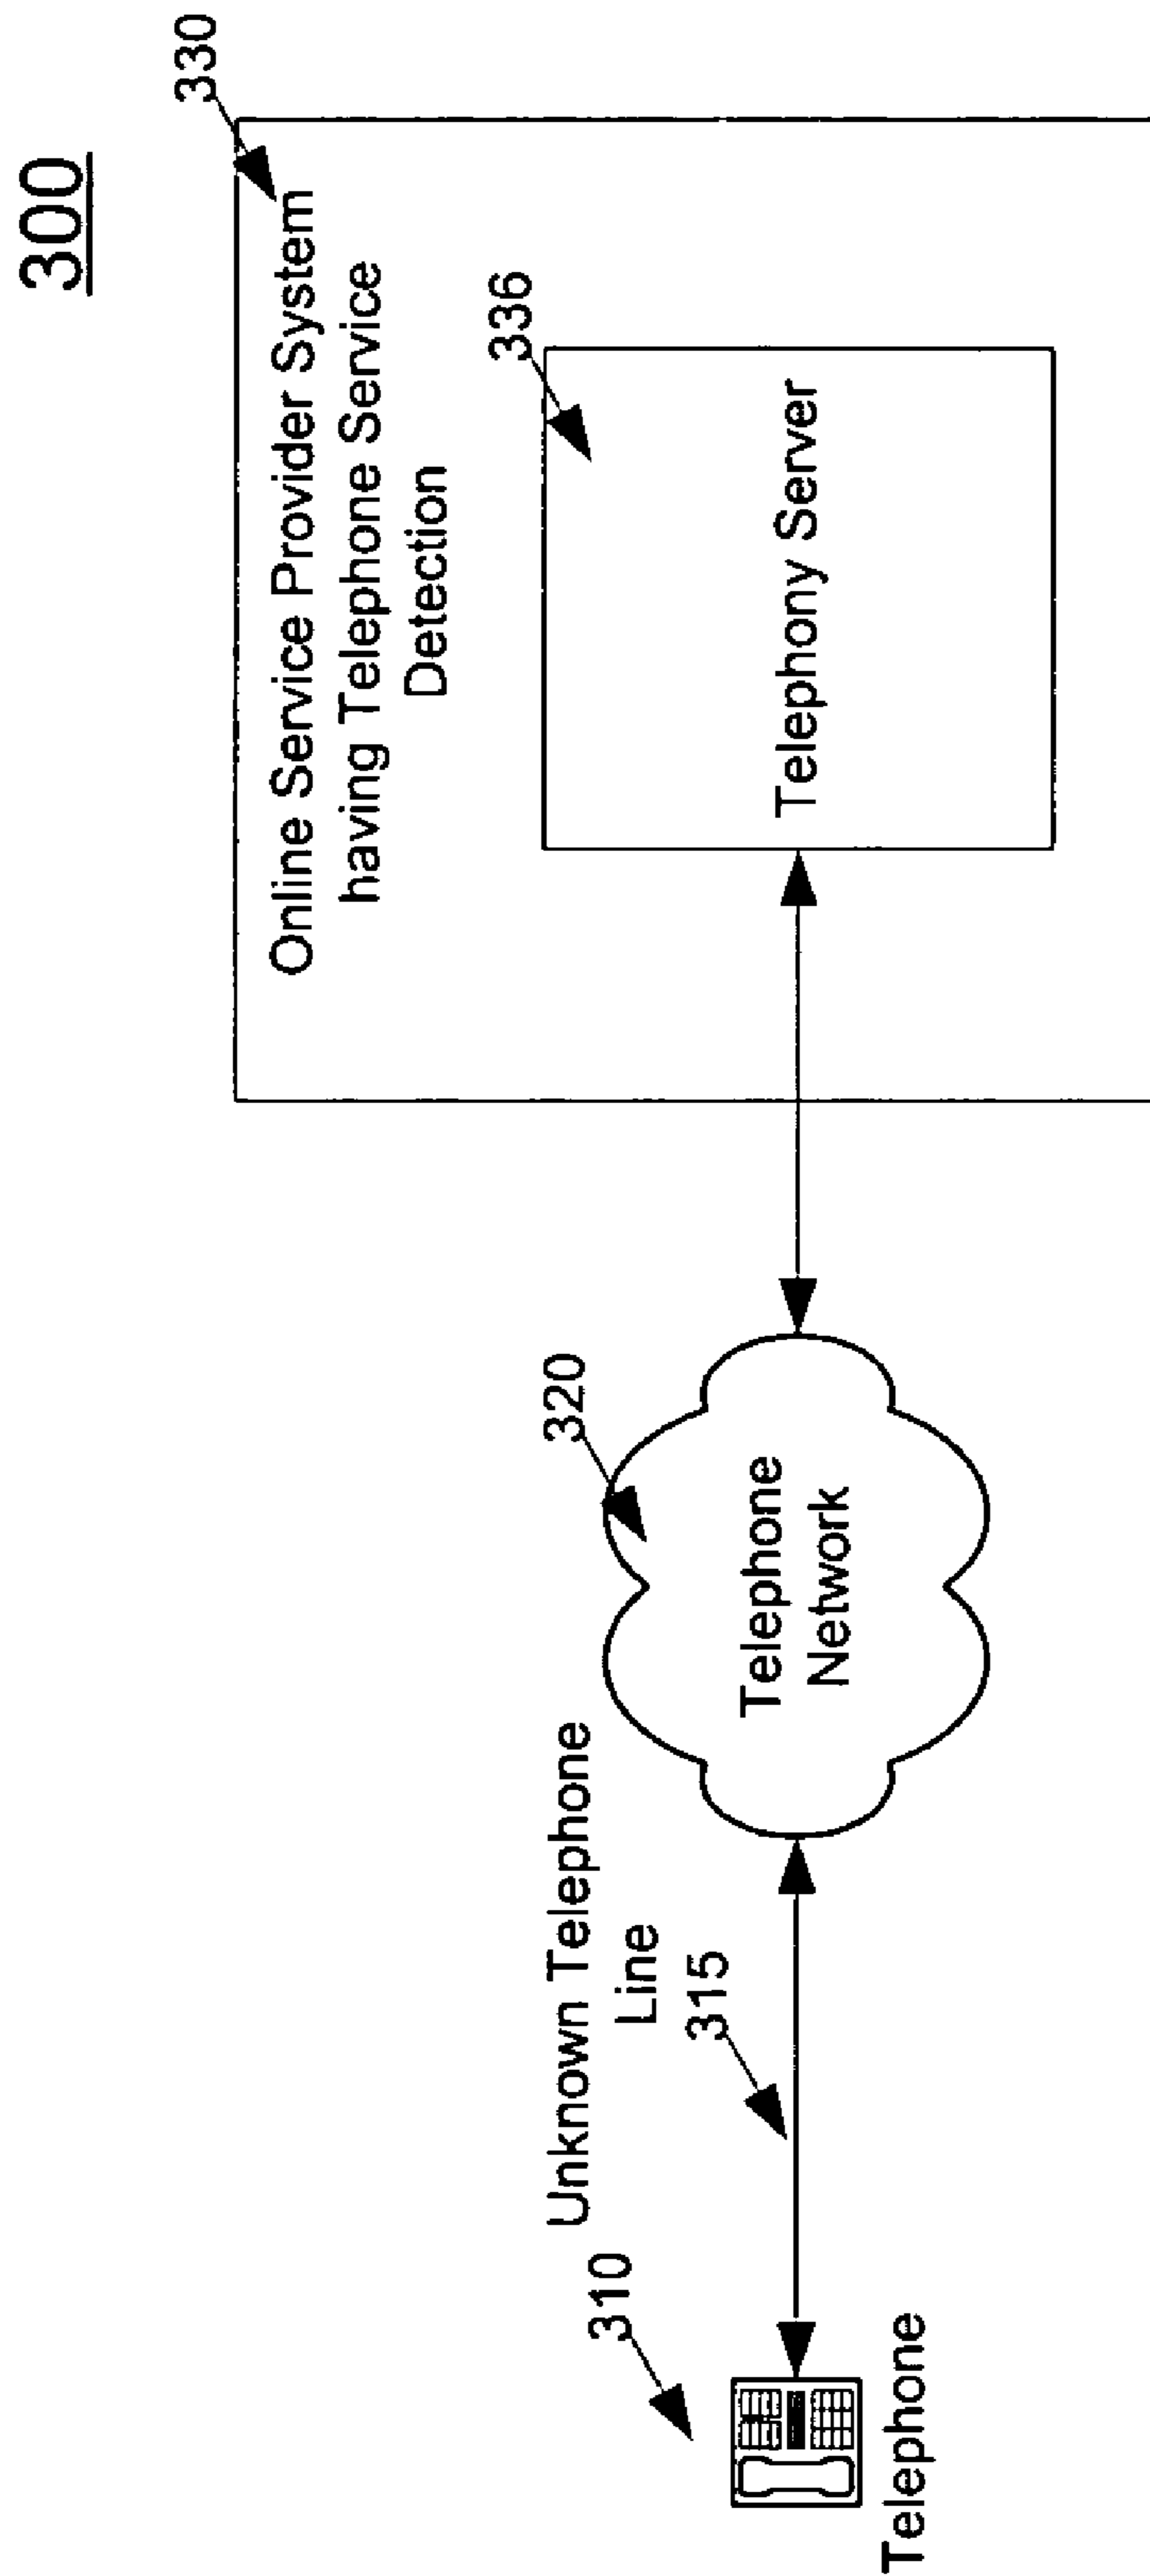 300
330
Online Service Provider System
having Telephone Service
Detection
336
Telephony Server
320
Telephone
Network
Unknown Telephone
Line
315
310
Telephone